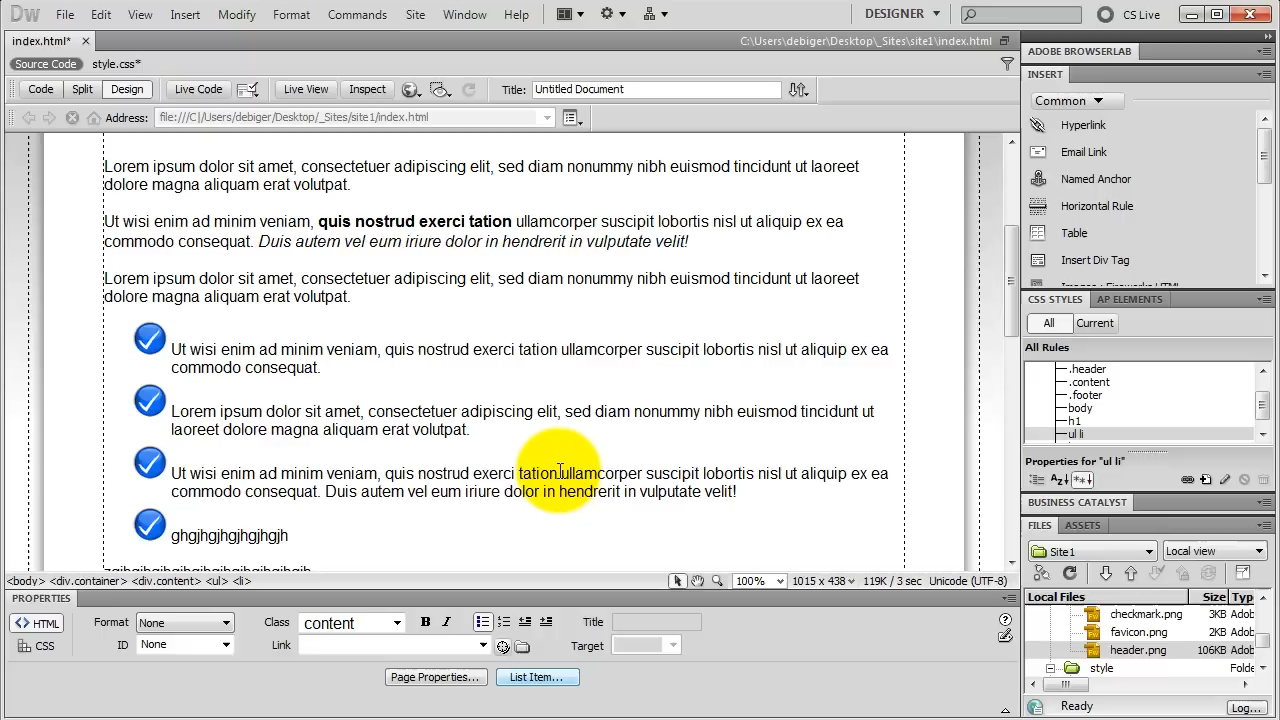 Dw File Edit View Insert Modify Format Commands Site Window Help DESIGNER CS Live
index.html* C:\Users\debiger\Desktop\_Sites\site1\index.html
Source Code style.css*
Code Split Design Live Code Live View Inspect Title: Untitled Document
Address: file:///C|/Users/debiger/Desktop/_Sites/site1/index.html
Lorem ipsum dolor sit amet, consectetuer adipiscing elit, sed diam nonummy nibh euismod tincidunt ut laoreet
dolore magna aliquam erat volutpat.
Ut wisi enim ad minim veniam, quis nostrud exerci tation ullamcorper suscipit lobortis nisl ut aliquip ex ea
commodo consequat. Duis autem vel eum iriure dolor in hendrerit in vulputate velit!
Lorem ipsum dolor sit amet, consectetuer adipiscing elit, sed diam nonummy nibh euismod tincidunt ut laoreet
dolore magna aliquam erat volutpat.
Ut wisi enim ad minim veniam, quis nostrud exerci tation ullamcorper suscipit lobortis nisl ut aliquip ex ea
commodo consequat.
Lorem ipsum dolor sit amet, consectetuer adipiscing elit, sed diam nonummy nibh euismod tincidunt ut
laoreet dolore magna aliquam erat volutpat.
Ut wisi enim ad minim veniam, quis nostrud exerci tation ullamcorper suscipit lobortis nisl ut aliquip ex ea
commodo consequat. Duis autem vel eum iriure dolor in hendrerit in vulputate velit!
ghgjhgjhgjhgjhgjh
<body> <div.container> <div.content> <ul> <li> 100% 1015 x 438 119K / 3 sec Unicode (UTF-8)
PROPERTIES
HTML Format None Class content B I Title
CSS ID None Link Target
Page Properties... List Item...
ADOBE BROWSERLAB
INSERT
Common
Hyperlink
Email Link
Named Anchor
Horizontal Rule
Table
Insert Div Tag
CSS STYLES AP ELEMENTS
All Current
All Rules
.header
.content
.footer
body
h1
ul li
Properties for "ul li"
Az
BUSINESS CATALYST
FILES ASSETS
Site1 Local view
Local Files Size Typ
checkmark.png 3KB Adob
favicon.png 2KB Adob
header.png 106KB Adob
style Folde
Ready Log...